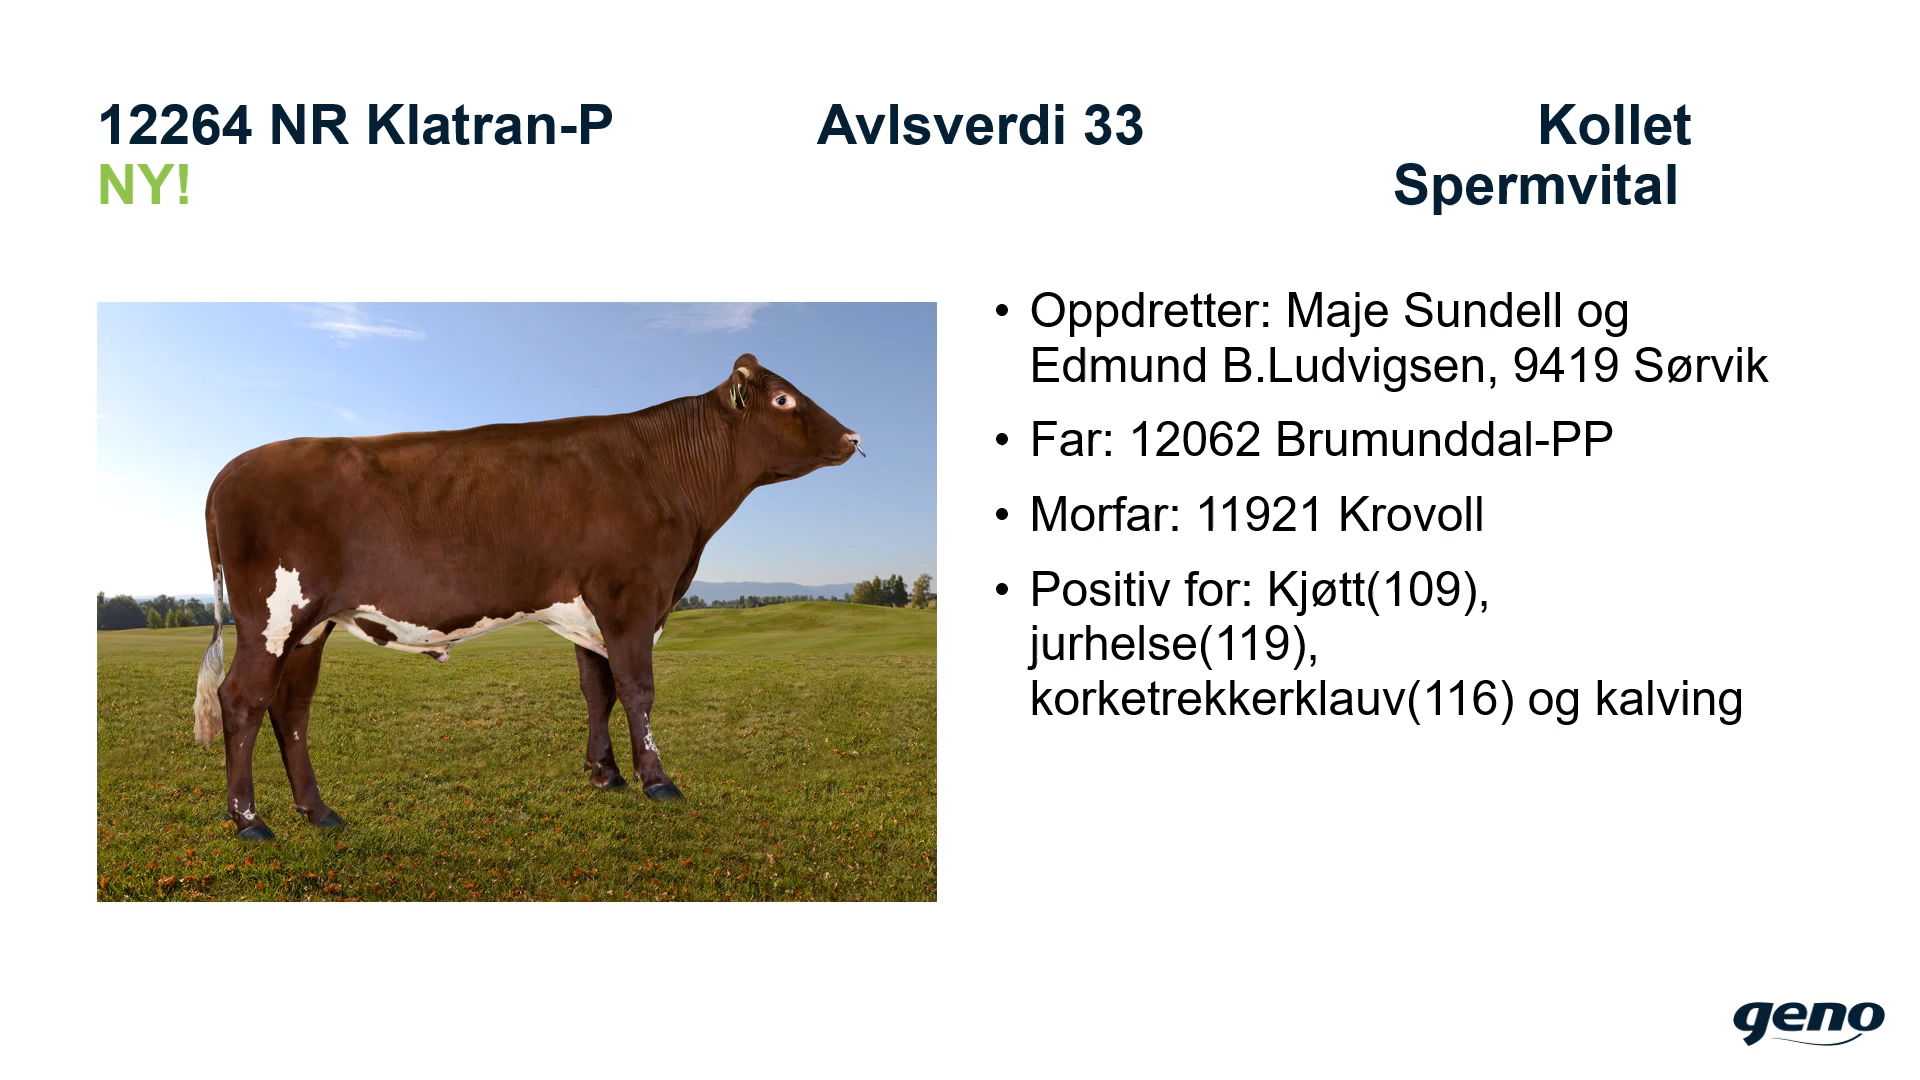 12264 NR Klatran-P Avlsverdi 33 Kollet
NY! Spermvital
• Oppdretter: Maje Sundell og
Edmund B.Ludvigsen, 9419 Sørvik
• Far: 12062 Brumunddal-PP
• Morfar: 11921 Krovoll
• Positiv for: Kjøtt(109),
jurhelse(119),
korketrekkerklauv(116) og kalving
geno